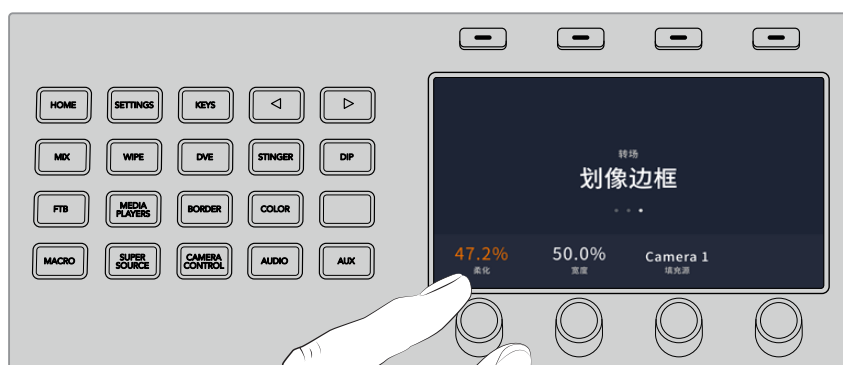 HOME
SETTINGS
KEYS
MIX
WIPE
DVE
STINGER
DIP
FTB
MEDIA
PLAYERS
BORDER
COLOR
MACRO
SUPER
SOURCE
CAMERA
CONTROL
AUDIO
AUX
转场
划像边框
47.2%
50.0%
Camera 1
柔化
宽度
填充源